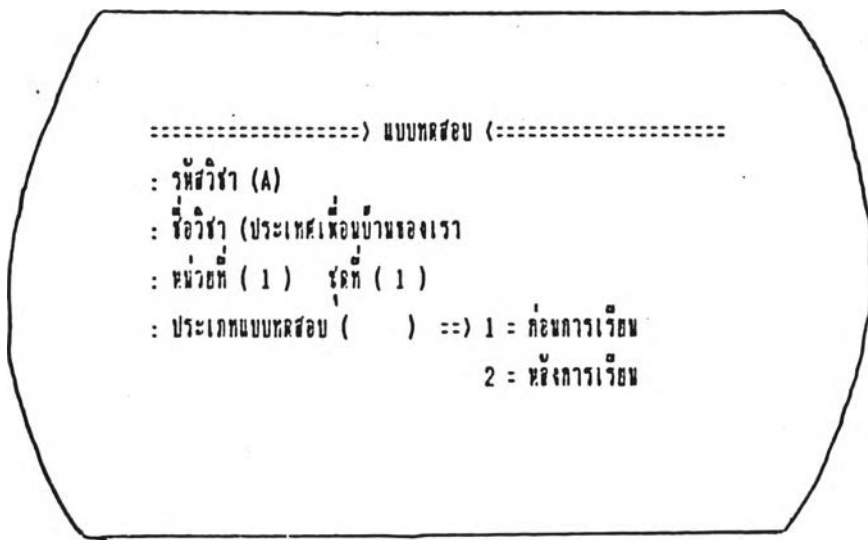 ===================> แบบทดสอบ <=====================
: รหัสวิชา (A)
: ชื่อวิชา (ประเทศเพื่อนบ้านของเรา
: หน่วยที่ ( 1 ) ชุดที่ ( 1 )
: ประเภทแบบทดสอบ ( ) ==> 1 = ก่อนการเรียน
2 = หลังการเรียน